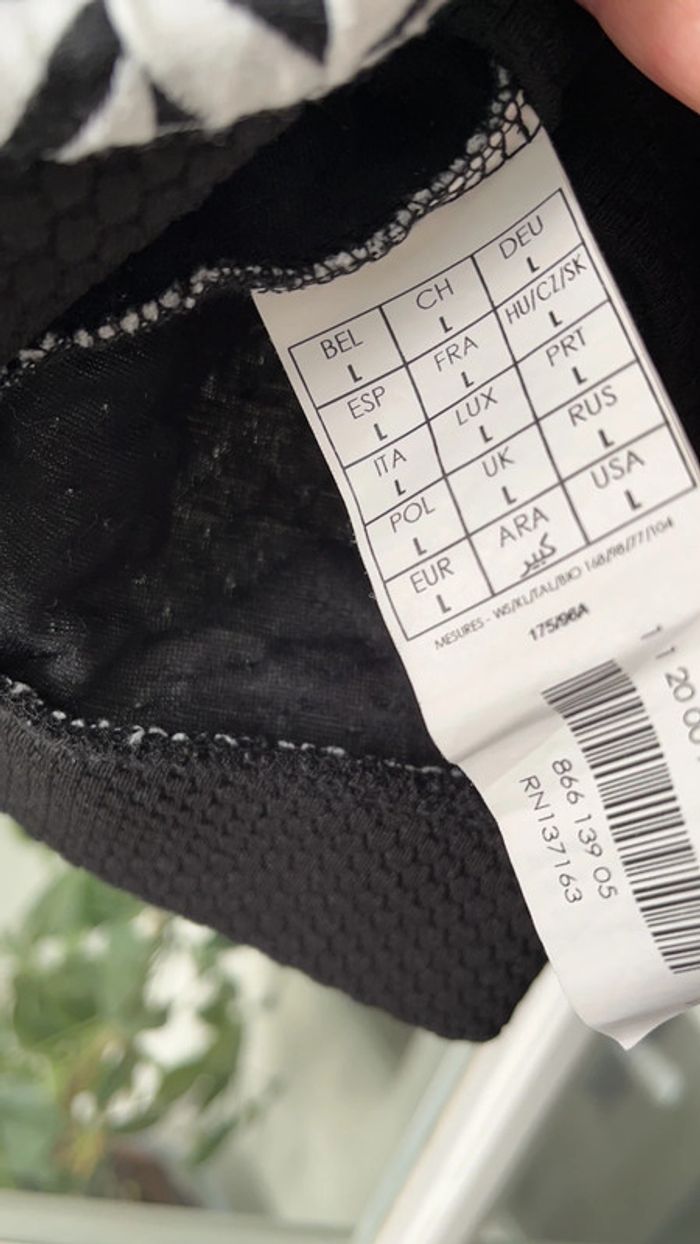 BEL CH DEU
L L L
ESP FRA HU/CZ/SK
L L L
ITA LUX PRT
L L L
POL UK RUS
L L L
EUR ARA USA
L كبير L
MESURES - WS/KL/TAL/BIO 168/98/77/104
175/96A
866 139 05
RN137163